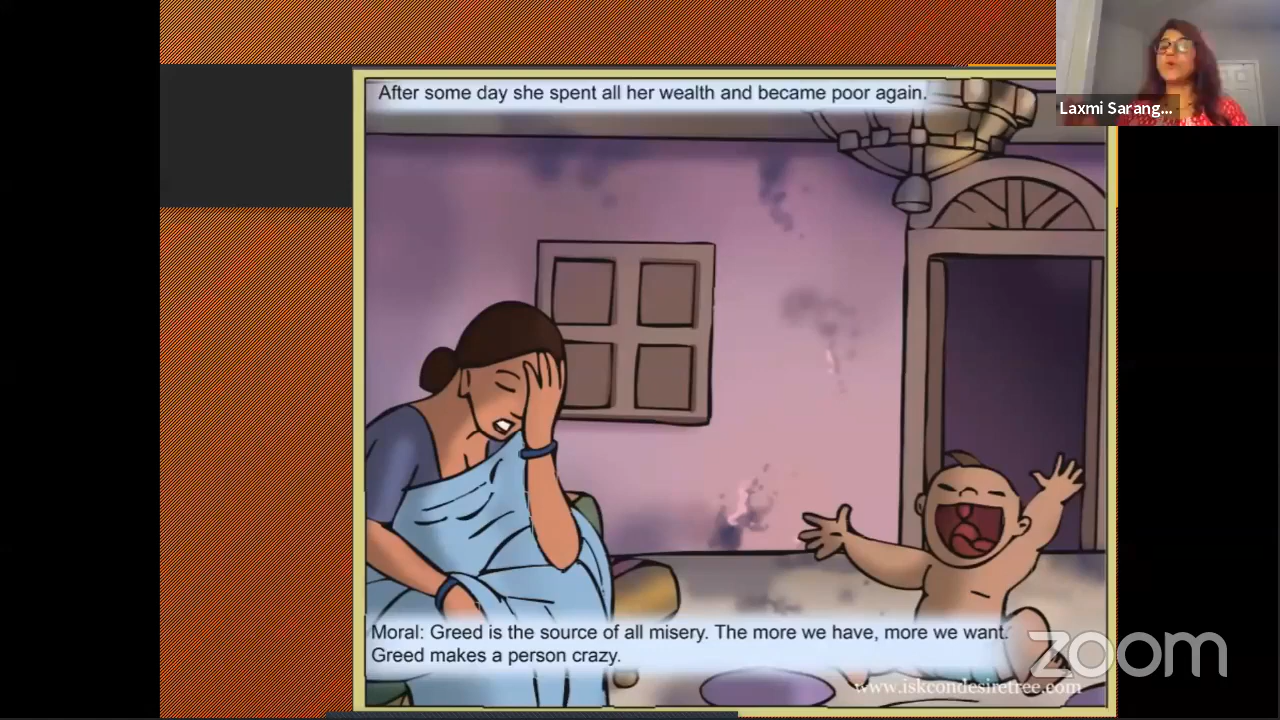 After some day she spent all her wealth and became poor again.
Laxmi Sarang...
Moral: Greed is the source of all misery. The more we have, more we want.
Greed makes a person crazy.
zoom
www.iskcondesiretree.com